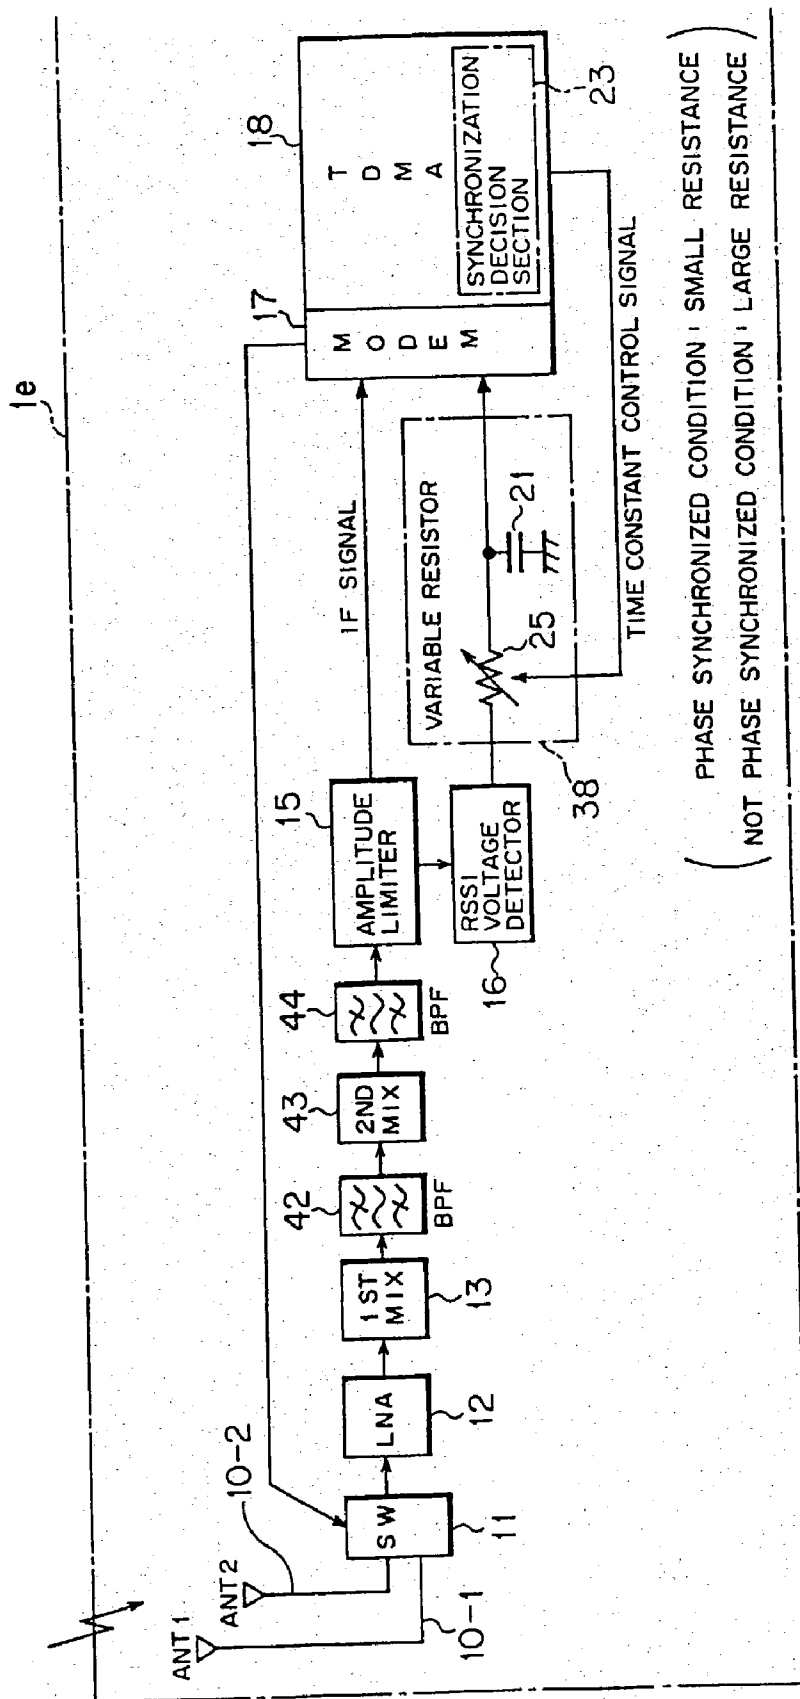 1e
ANT1
ANT2
10-2
10-1
SW
11
LNA
12
1ST
MIX
13
42
BPF
43
2ND
MIX
44
BPF
15
AMPLITUDE
LIMITER
RSSI
VOLTAGE
DETECTOR
16
IF SIGNAL
VARIABLE RESISTOR
25
21
38
17
MODEM
18
TDMA
SYNCHRONIZATION
DECISION
SECTION
23
TIME CONSTANT CONTROL SIGNAL
PHASE SYNCHRONIZED CONDITION : SMALL RESISTANCE
NOT PHASE SYNCHRONIZED CONDITION : LARGE RESISTANCE